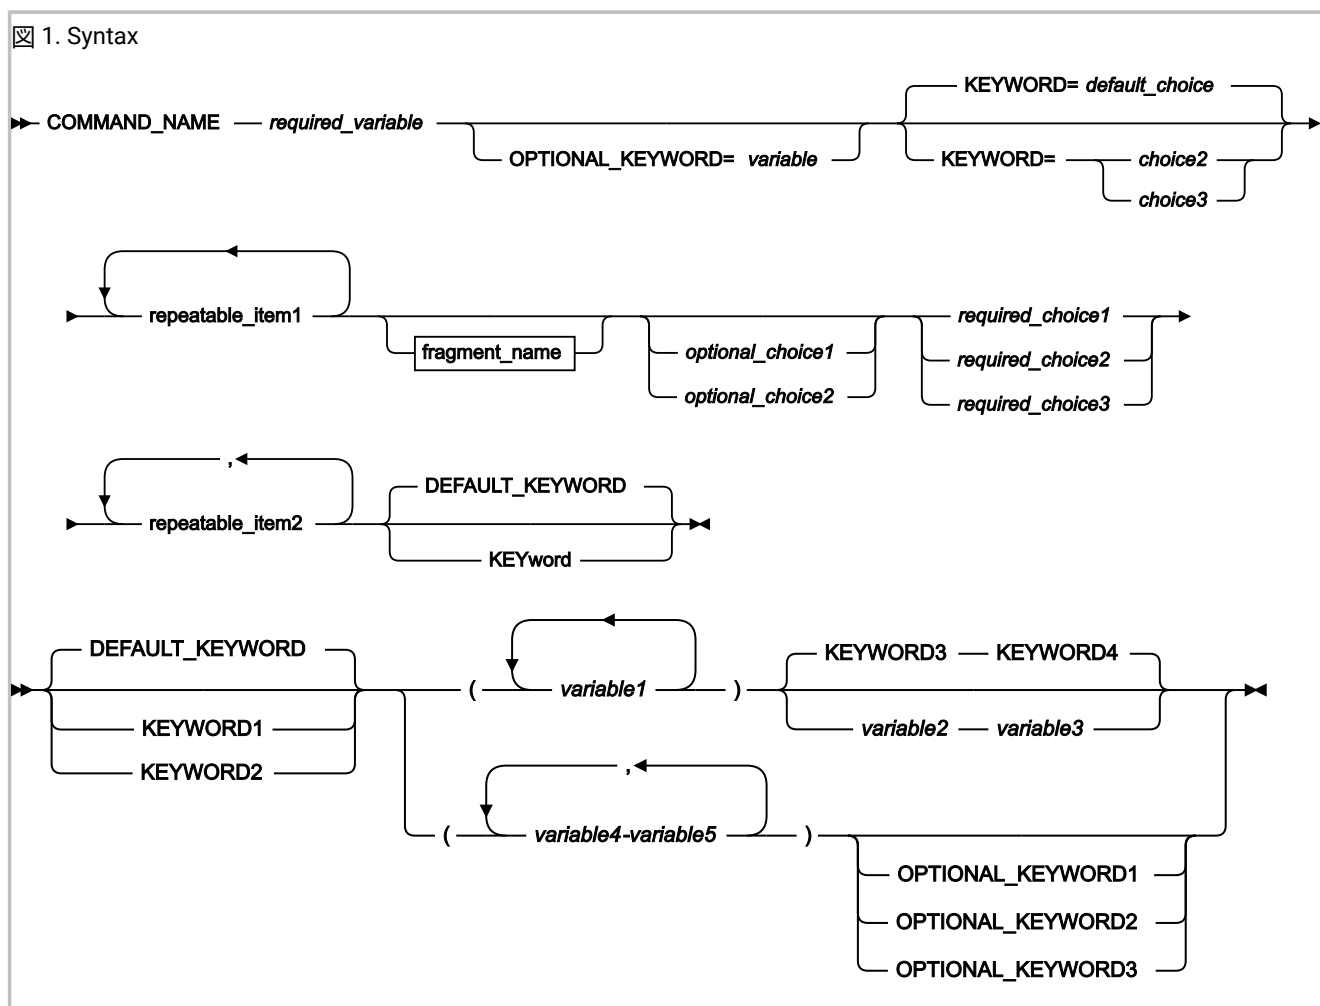 図 1. Syntax
KEYWORD= default_choice
COMMAND_NAME required_variable
OPTIONAL_KEYWORD= variable KEYWORD= choice2
choice3
repeatable_item1 required_choice1
fragment_name optional_choice1 required_choice2
optional_choice2 required_choice3
,
DEFAULT_KEYWORD
repeatable_item2
KEYword
DEFAULT_KEYWORD KEYWORD3 KEYWORD4
( variable1 )
KEYWORD1 variable2 variable3
KEYWORD2
,
( variable4-variable5 )
OPTIONAL_KEYWORD1
OPTIONAL_KEYWORD2
OPTIONAL_KEYWORD3